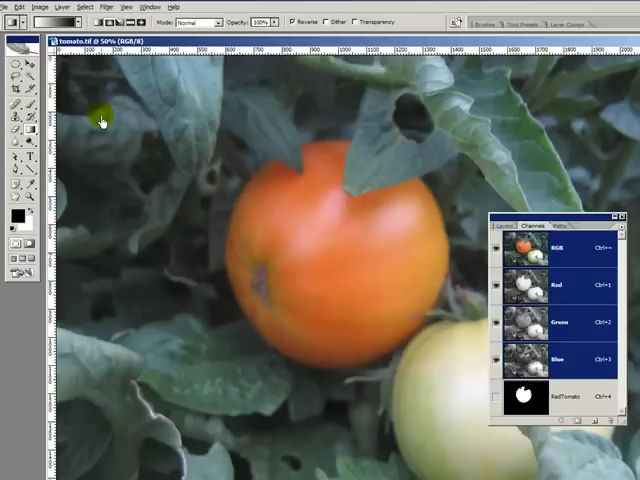 File Edit Image Layer Select Filter View Window Help
Mode: Normal Opacity: 100% Reverse Dither Transparency Brushes Tool Presets Layer Comps
tomato.tif @ 50% (RGB/8)
Layers Channels Paths
RGB Ctrl+~
Red Ctrl+1
Green Ctrl+2
Blue Ctrl+3
RedTomato Ctrl+4